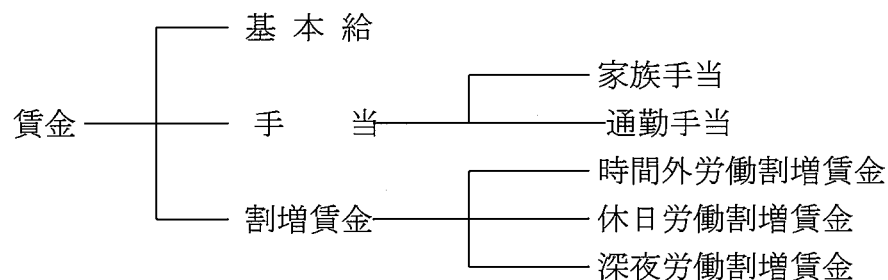 基 本 給
家族手当
賃金
手 当
通勤手当
時間外労働割増賃金
割増賃金
休日労働割増賃金
深夜労働割増賃金